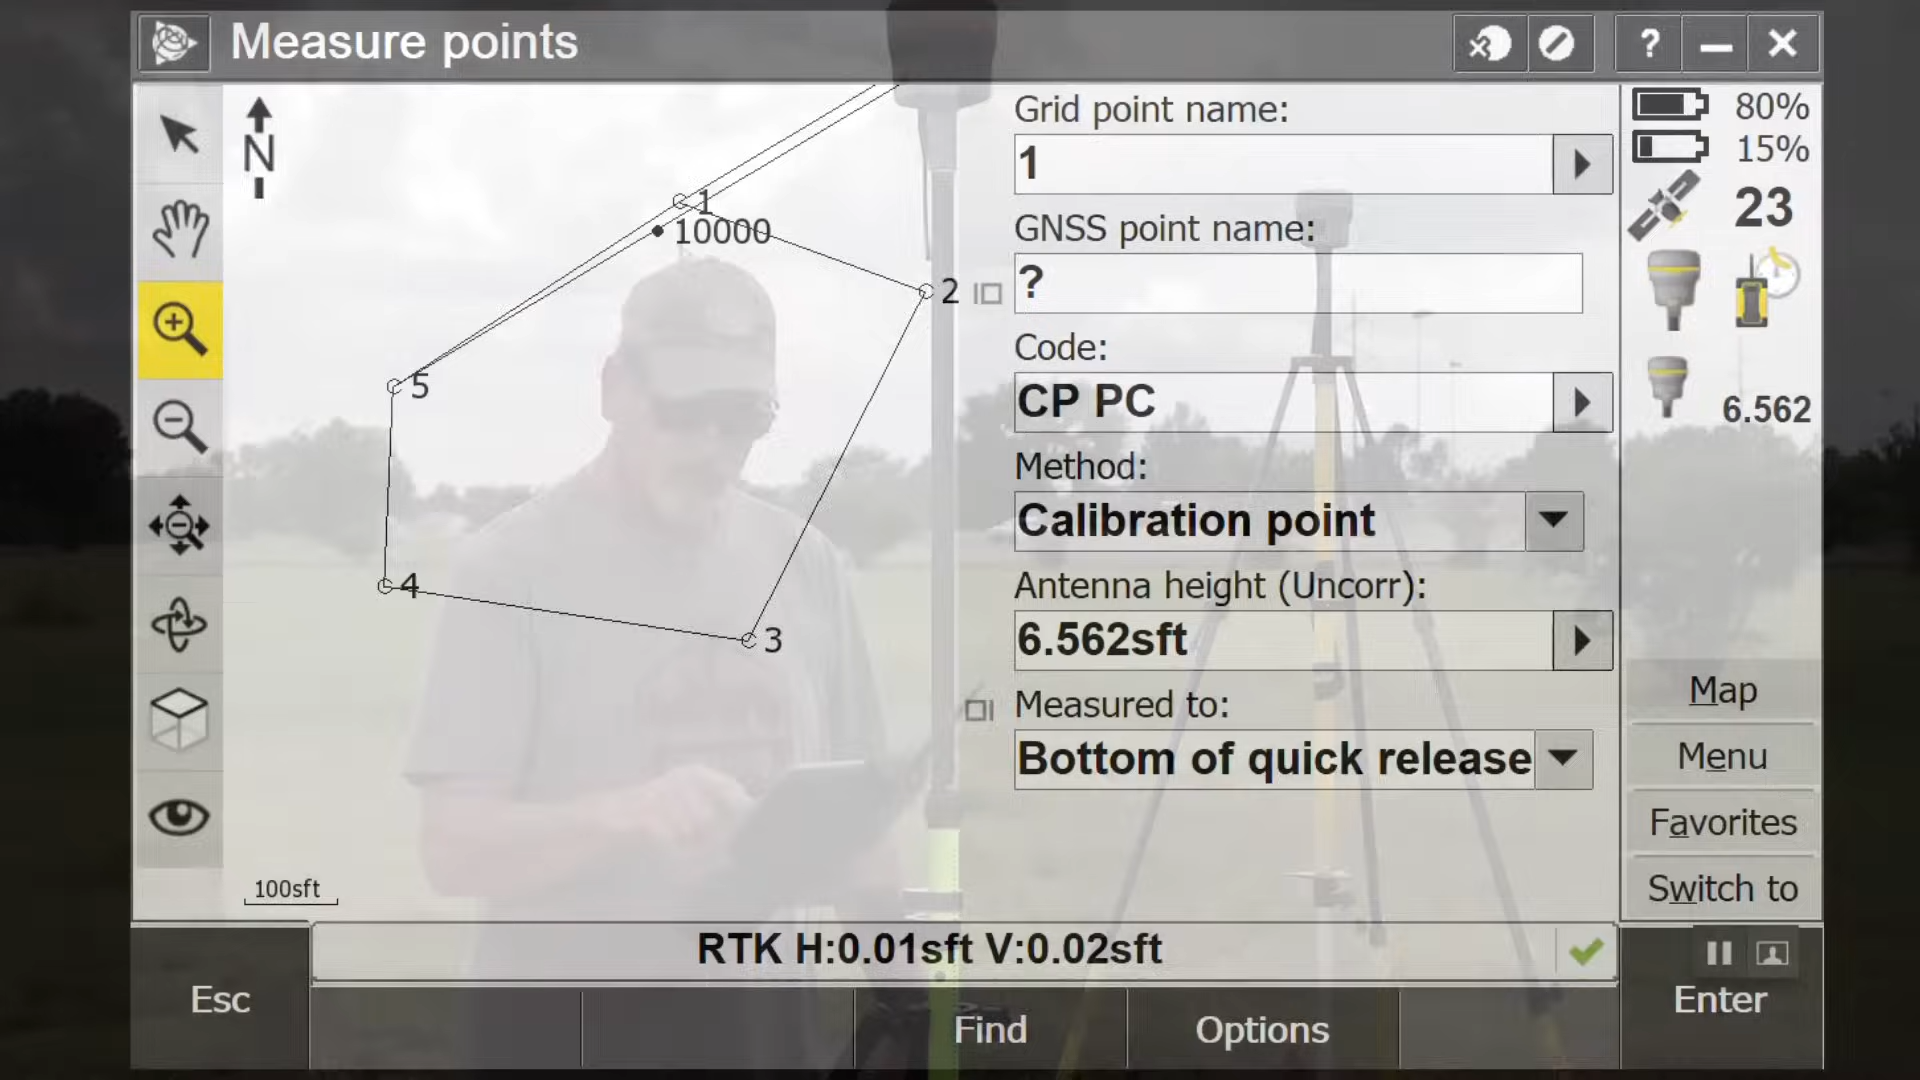 Measure points
?
N
1
10000
2
5
4
3
100sft
Grid point name:
1
GNSS point name:
?
Code:
CP PC
Method:
Calibration point
Antenna height (Uncorr):
6.562sft
Measured to:
Bottom of quick release
80%
15%
23
6.562
Map
Menu
Favorites
Switch to
RTK H:0.01sft V:0.02sft
Esc
Find
Options
Enter